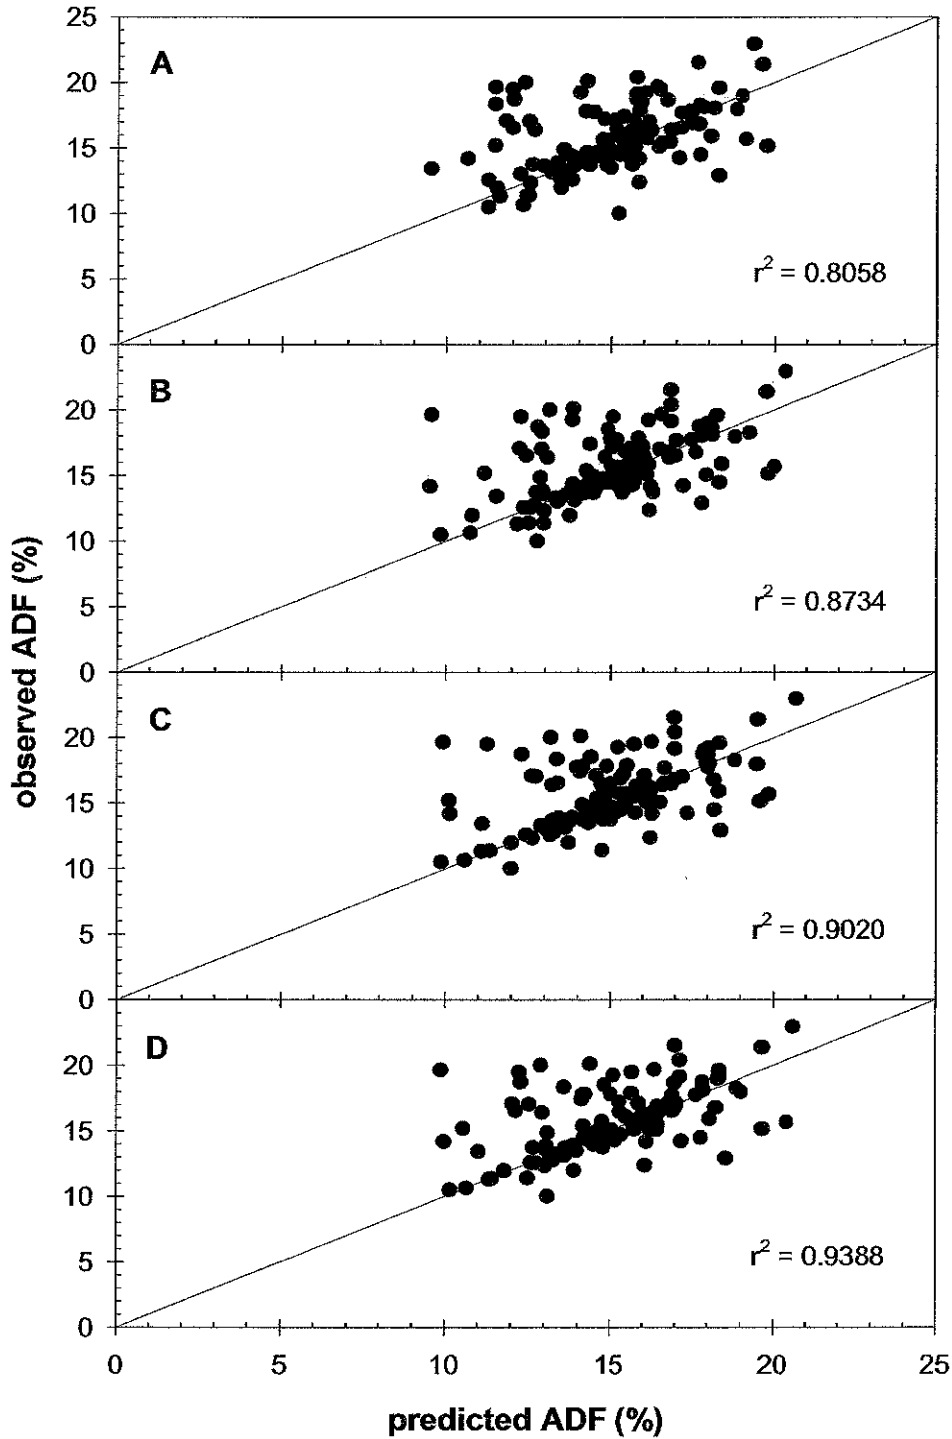 25
A
20
15
10
r² = 0.8058
5
0
B
20
15
10
r² = 0.8734
5
0
observed ADF (%)
C
20
15
10
r² = 0.9020
5
0
D
20
15
10
r² = 0.9388
5
0
0 5 10 15 20 25
predicted ADF (%)